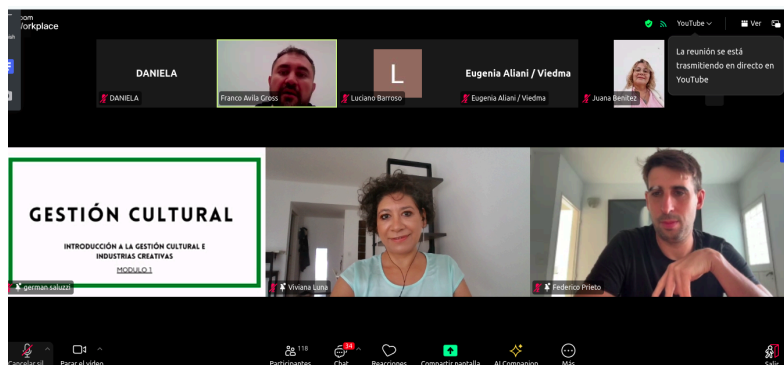 om
Workplace
YouTube
Ver
La reunión se está
trasmitiendo en directo en
YouTube
DANIELA
DANIELA
Franco Avila Gross
L
Luciano Barroso
Eugenia Aliani / Viedma
Eugenia Aliani / Viedma
Juana Benitez
GESTIÓN CULTURAL
INTRODUCCIÓN A LA GESTIÓN CULTURAL E
INDUSTRIAS CREATIVAS
MODULO 1
german saluzzi
Viviana Luna
Federico Prieto
Cancelar sil
Parar el video
118
Participantes
34
Chat
Reacciones
Compartir pantalla
AI Companion
Más
Salir